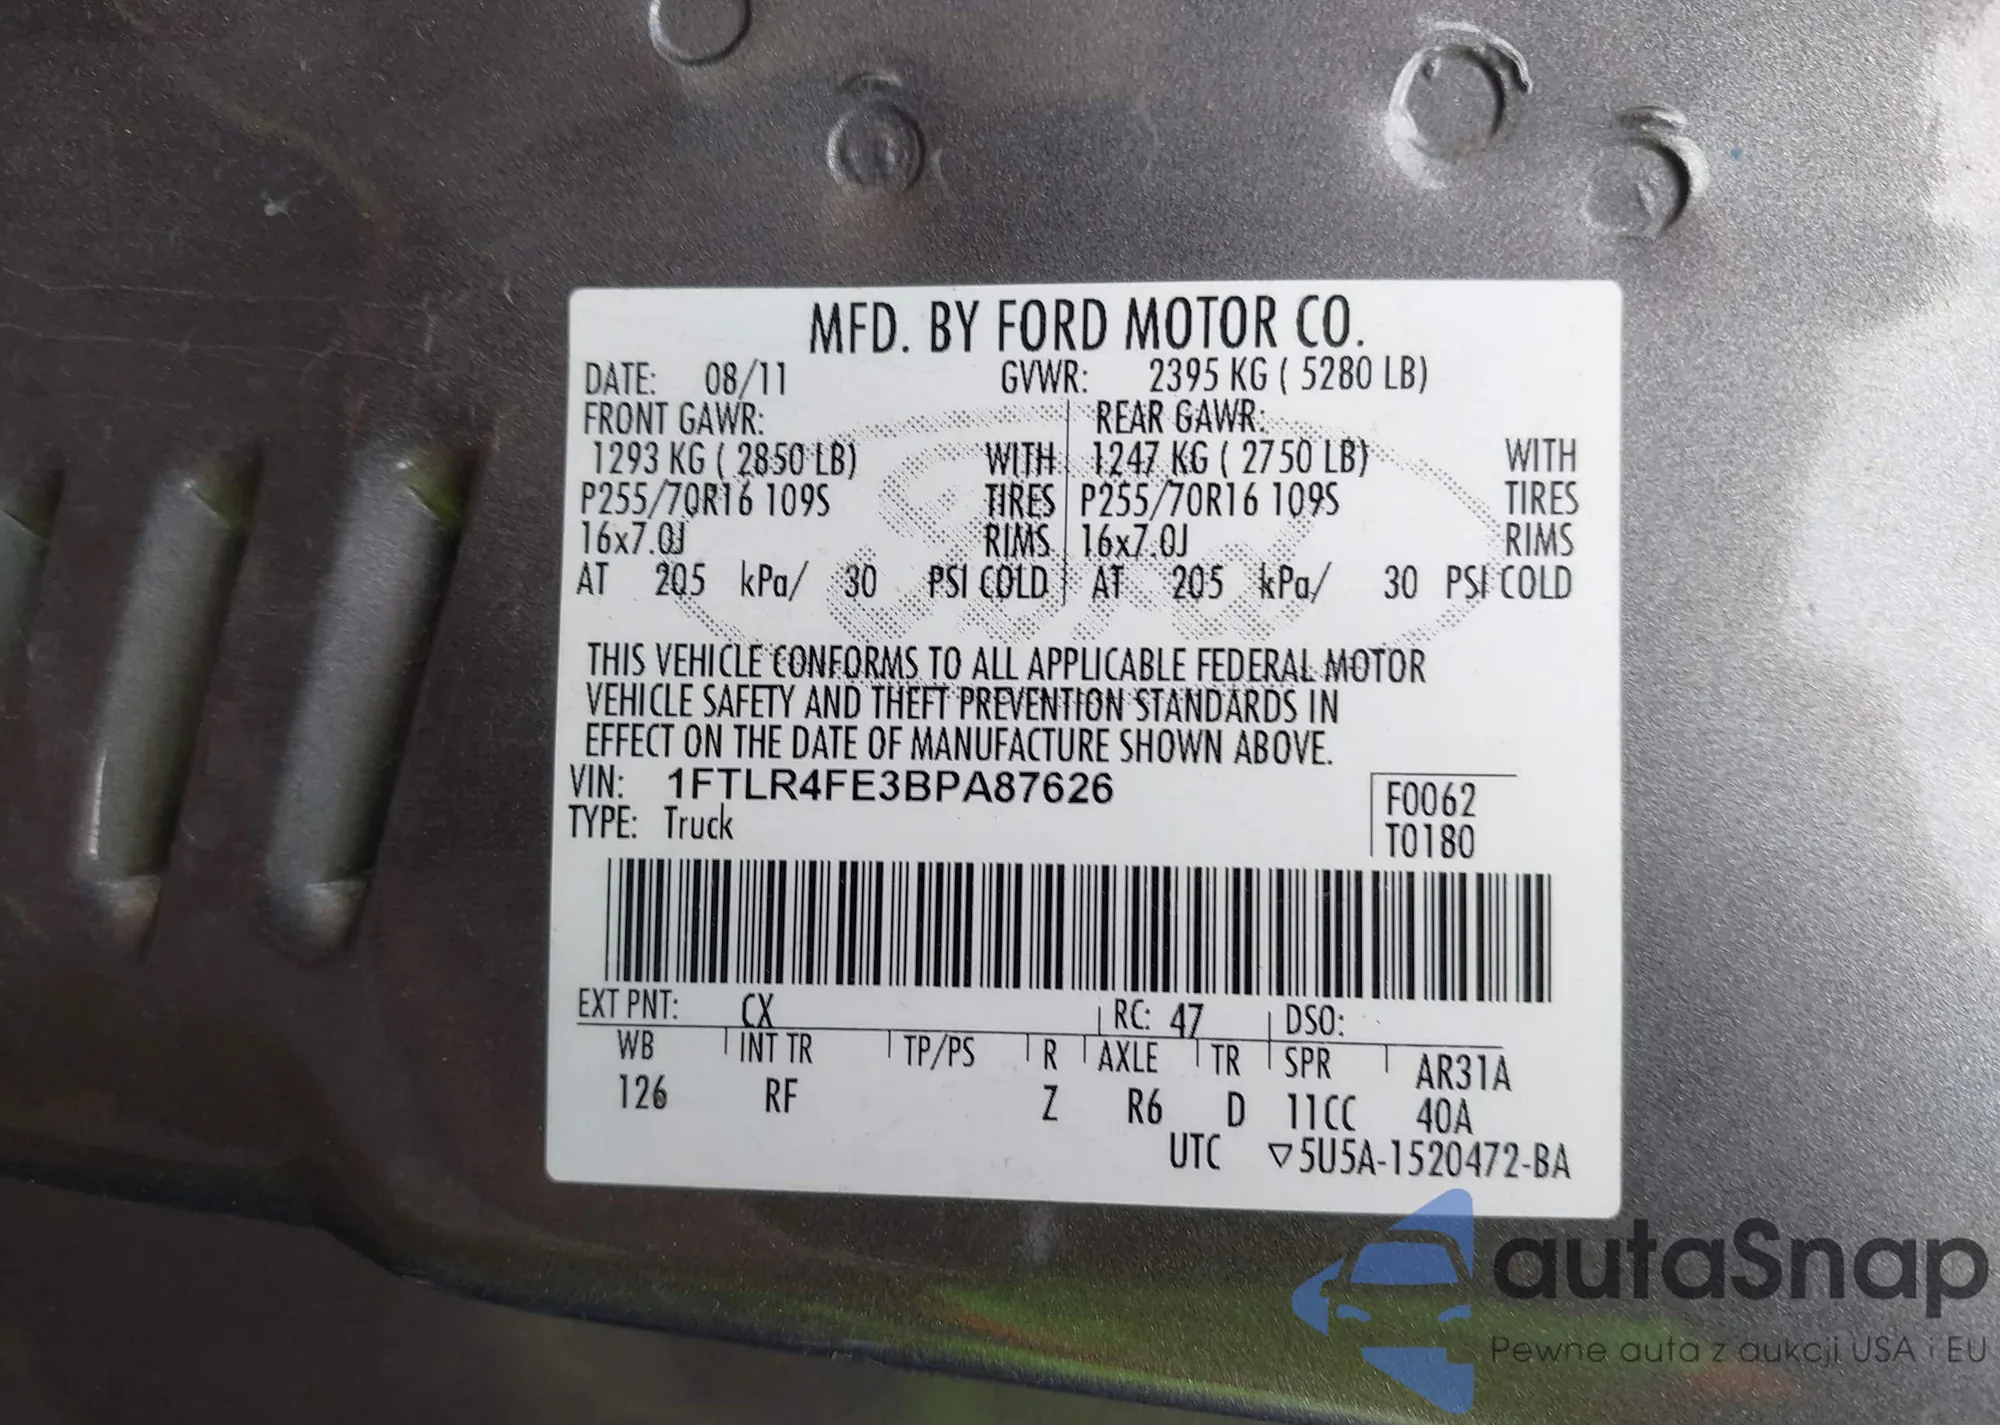 MFD. BY FORD MOTOR CO.
DATE: 08/11 GVWR: 2395 KG ( 5280 LB)
FRONT GAWR: REAR GAWR:
1293 KG ( 2850 LB) WITH 1247 KG ( 2750 LB) WITH
P255/70R16 109S TIRES P255/70R16 109S TIRES
16x7.0J RIMS 16x7.0J RIMS
AT 205 kPa/ 30 PSI COLD AT 205 kPa/ 30 PSI COLD
THIS VEHICLE CONFORMS TO ALL APPLICABLE FEDERAL MOTOR
VEHICLE SAFETY AND THEFT PREVENTION STANDARDS IN
EFFECT ON THE DATE OF MANUFACTURE SHOWN ABOVE.
VIN: 1FTLR4FE3BPA87626 F0062
TYPE: Truck T0180
EXT PNT: CX RC: 47 DSO:
WB INT TR TP/PS R AXLE TR SPR AR31A
126 RF Z R6 D 11CC 40A
UTC ▽5U5A-1520472-BA
autaSnap
Pewne auta z aukcji USA i EU